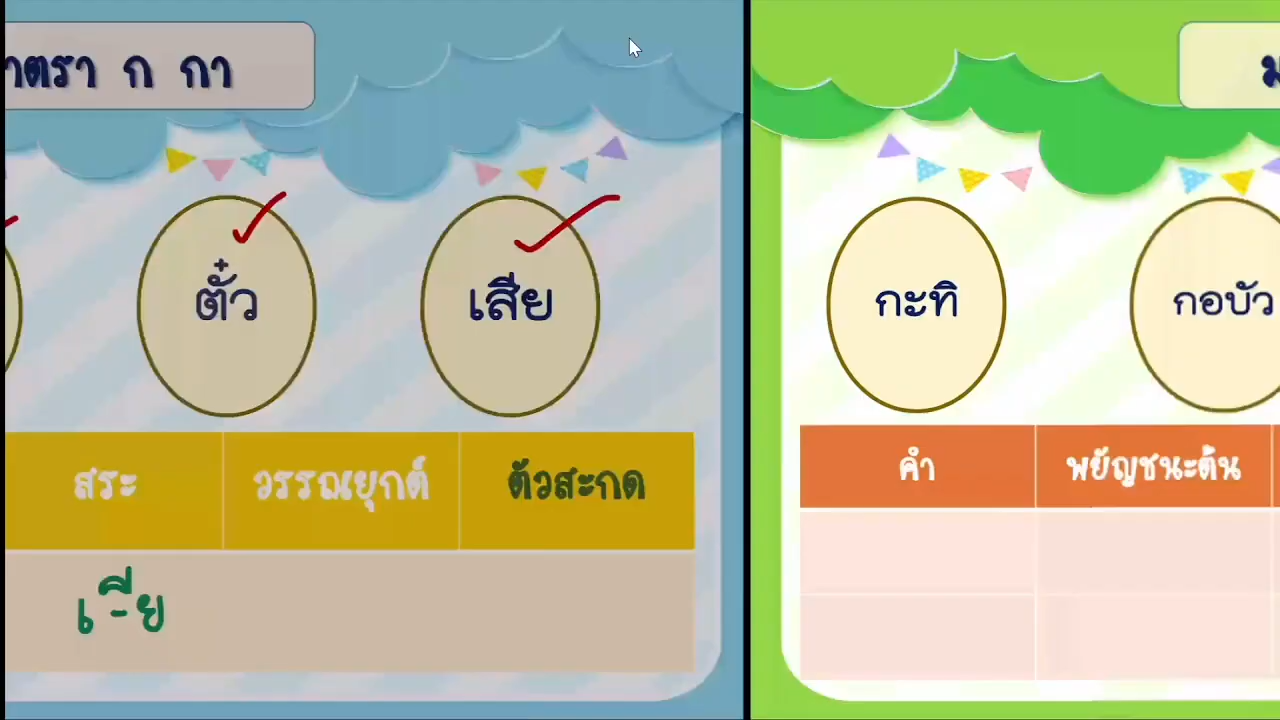 าตรา ก กา
ตั๋ว
เสีย
สระ
วรรณยุกต์
ตัวสะกด
เ-ีย
ม
กะทิ
กอบัว
คำ
พยัญชนะต้น